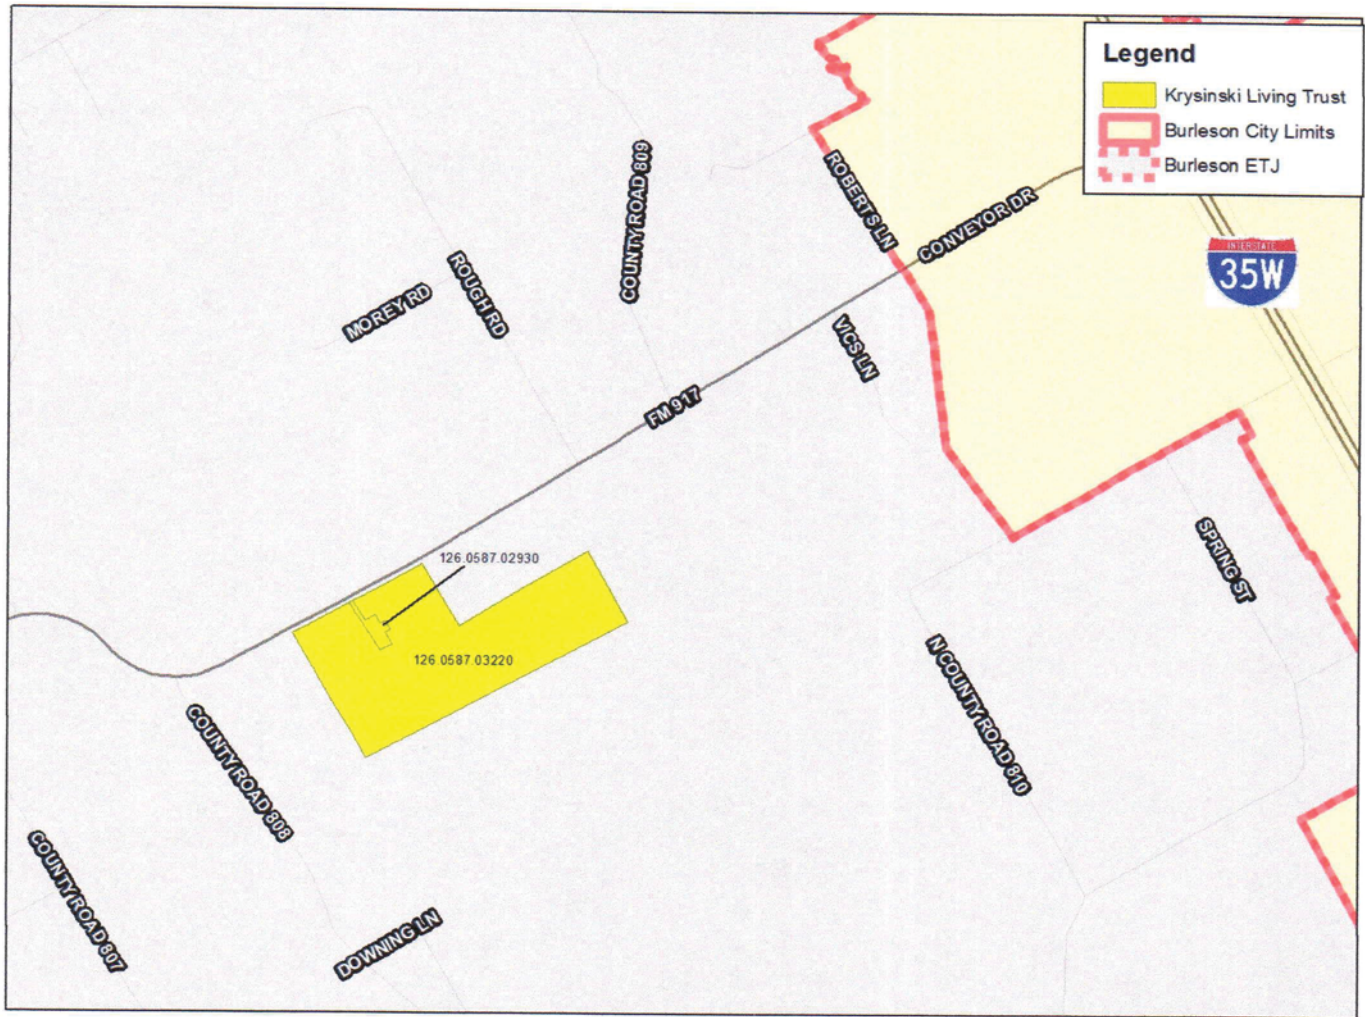 Legend
Krysinski Living Trust
Burleson City Limits
Burleson ETJ
COUNTY ROAD 809
ROBERTS LN
CONVEYOR DR
INTERSTATE
35W
MOREY RD
ROUGH RD
VICS LN
FM 917
126.0587.02930
SPRING ST
126.0587.03220
N COUNTY ROAD 810
COUNTY ROAD 808
COUNTY ROAD 807
DOWNING LN